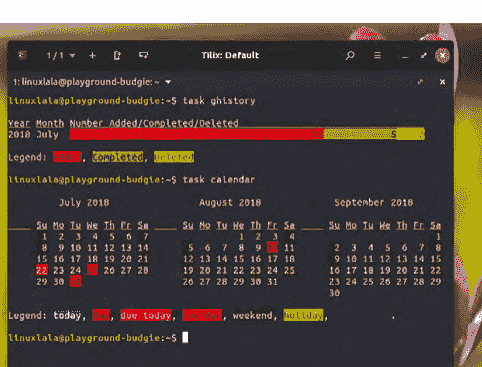 1/1
Tilix: Default
1: linuxlala@playground-budgie: ~
linuxlala@playground-budgie:~$ task ghistory
Year Month Number Added/Completed/Deleted
2018 July 5
Legend: , Completed, Deleted
linuxlala@playground-budgie:~$ task calendar
July 2018 August 2018 September 2018
Su Mo Tu We Th Fr Sa Su Mo Tu We Th Fr Sa Su Mo Tu We Th Fr Sa
1 2 3 4 5 6 7 1 2 3 4 1
8 9 10 11 12 13 14 5 6 7 8 9 11 2 3 4 5 6 7 8
15 16 17 18 19 20 21 12 13 14 15 16 17 18 9 10 11 12 13 14 15
22 23 24 26 27 28 19 20 21 22 23 24 25 16 17 18 19 20 21 22
29 30 26 27 28 29 30 31 23 24 25 26 27 28 29
30
Legend: today, , due today, , weekend, holiday, .
linuxlala@playground-budgie:~$